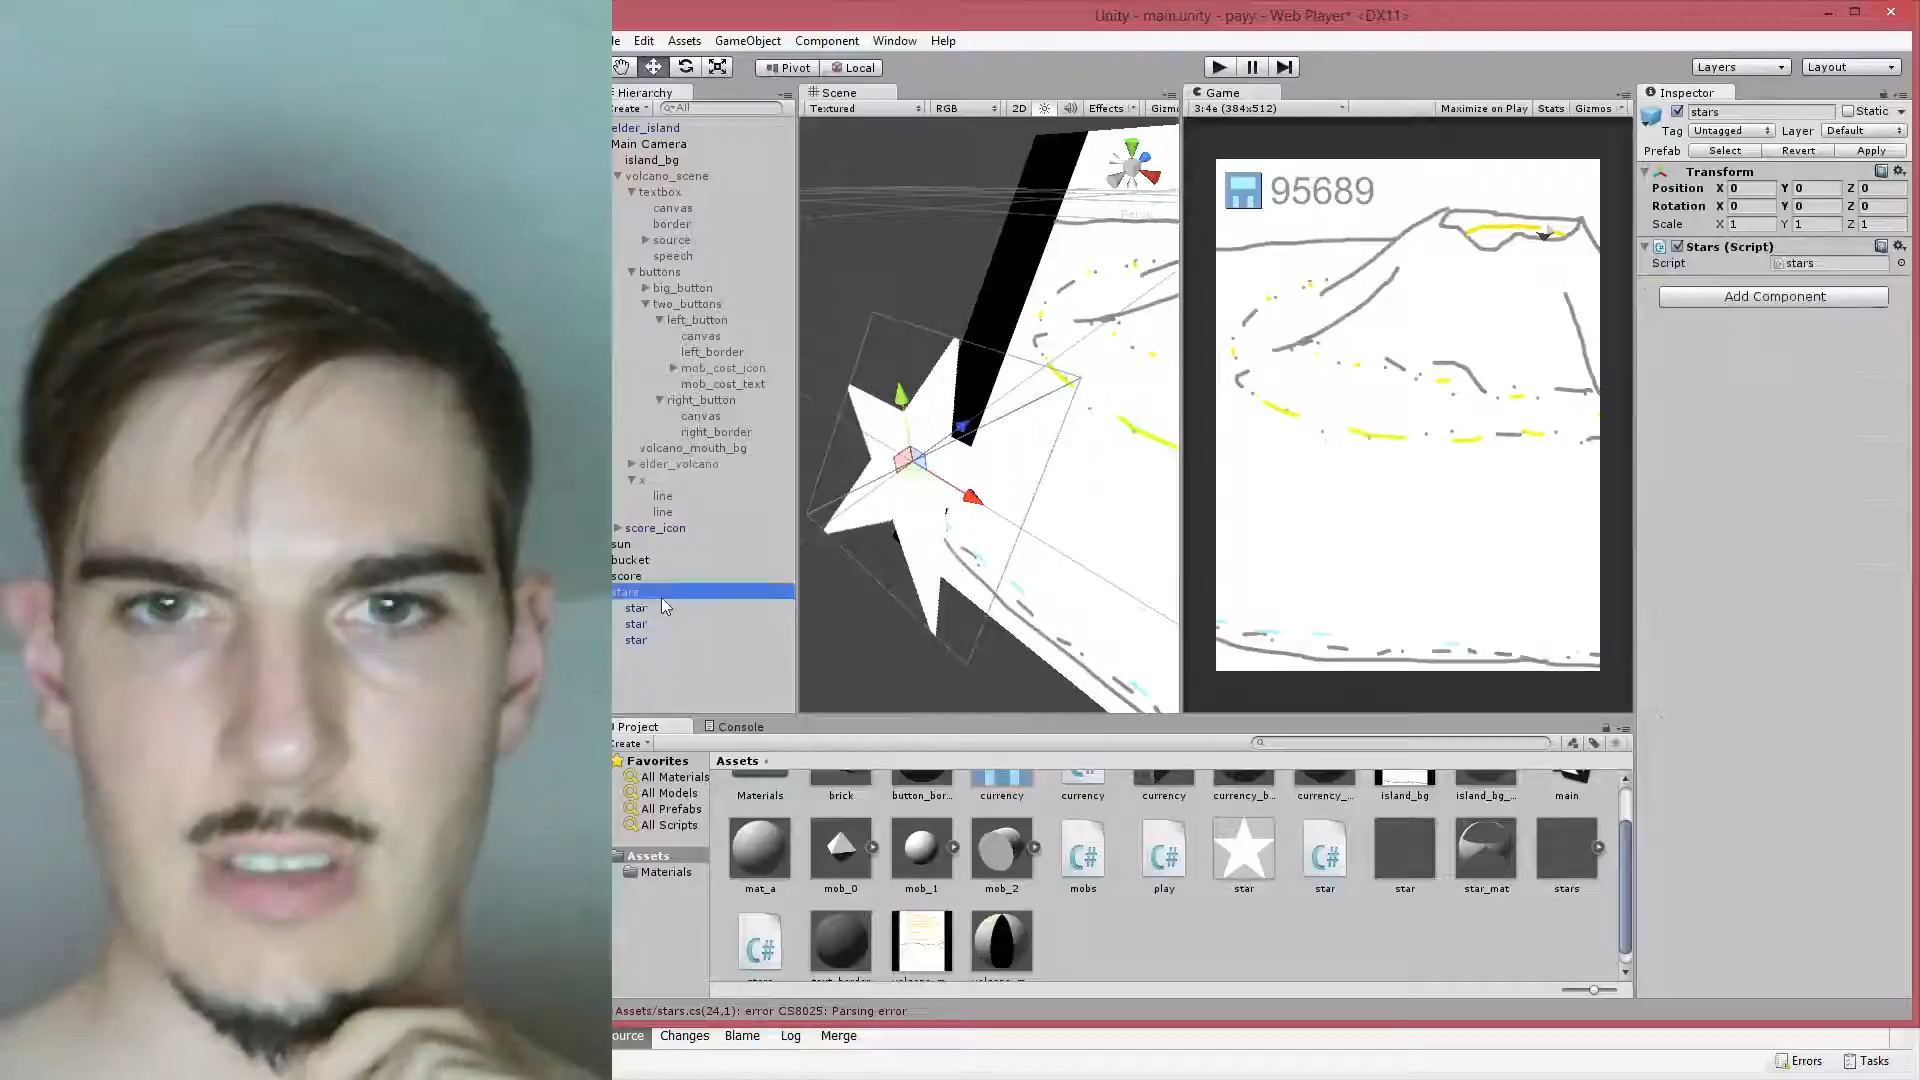 Unity - main.unity - payy - Web Player* <DX11>
le Edit Assets GameObject Component Window Help
Pivot Local Layers Layout
Hierarchy
reate All
elder_island
Main Camera
island_bg
volcano_scene
textbox
canvas
border
source
speech
buttons
big_button
two_buttons
left_button
canvas
left_border
mob_cost_icon
mob_cost_text
right_button
canvas
right_border
volcano_mouth_bg
elder_volcano
x
line
line
score_icon
sun
bucket
score
stars
star
star
star
Scene
Textured RGB 2D Effects Gizm
Persp
Game
3:4e (384x512) Maximize on Play Stats Gizmos
95689
Inspector
stars Static
Tag Untagged Layer Default
Prefab Select Revert Apply
Transform
Position X 0 Y 0 Z 0
Rotation X 0 Y 0 Z 0
Scale X 1 Y 1 Z 1
Stars (Script)
Script stars
Add Component
Project Console
reate
Favorites
All Materials
All Models
All Prefabs
All Scripts
Assets
Materials
Assets
Materials brick button_bor... currency currency currency currency_b... currency_... island_bg island_bg_... main
C# C# C# C#
mat_a mob_0 mob_1 mob_2 mobs play star star star star_mat stars
C#
Assets/stars.cs(24,1): error CS8025: Parsing error
ource Changes Blame Log Merge
Errors Tasks